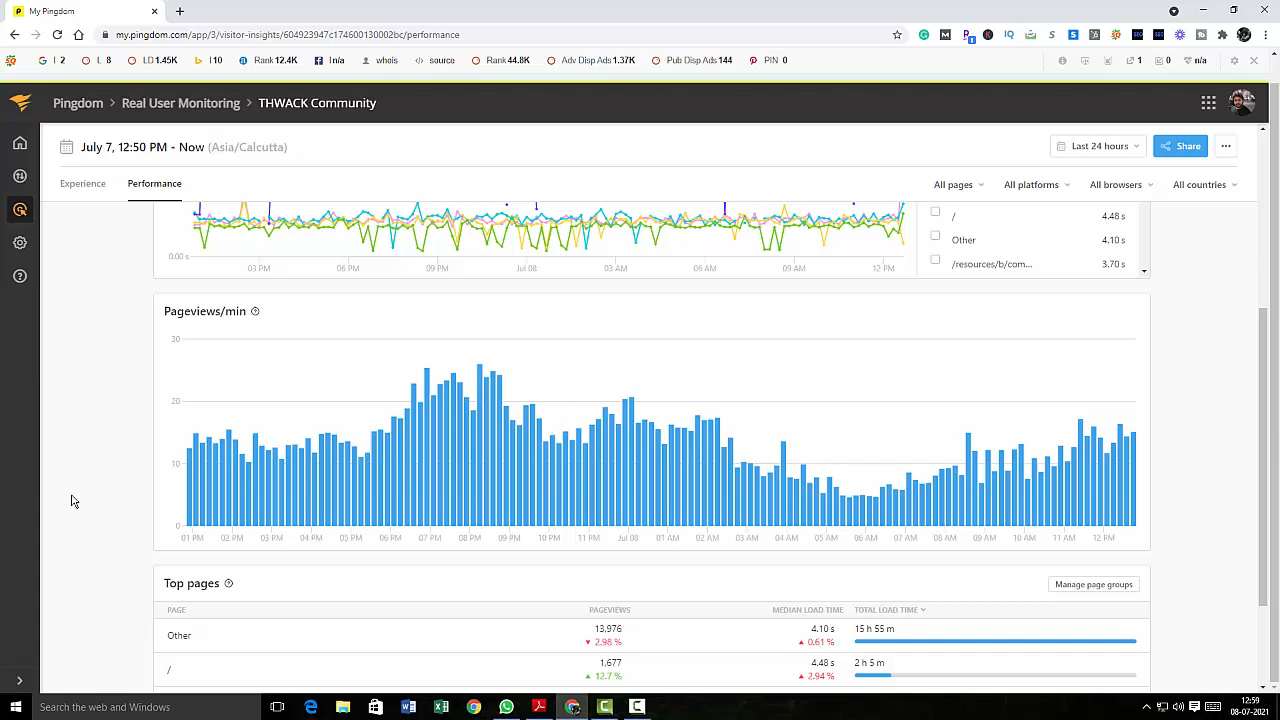 My Pingdom
my.pingdom.com/app/3/visitor-insights/604923947c174600130002bc/performance
I 2
L 8
LD 1.45K
I 10
Rank 12.4K
I n/a
whois
source
Rank 44.8K
Adv Disp Ads 1.37K
Pub Disp Ads 144
PIN 0
1
0
n/a
Pingdom > Real User Monitoring > THWACK Community
July 7, 12:50 PM - Now (Asia/Calcutta)
Last 24 hours
Share
Experience
Performance
All pages
All platforms
All browsers
All countries
/ 4.48 s
Other 4.10 s
/resources/b/com... 3.70 s
0.00 s
03 PM 06 PM 09 PM Jul 08 03 AM 06 AM 09 AM 12 PM
Pageviews/min
30
20
10
0
01 PM 02 PM 03 PM 04 PM 05 PM 06 PM 07 PM 08 PM 09 PM 10 PM 11 PM Jul 08 01 AM 02 AM 03 AM 04 AM 05 AM 06 AM 07 AM 08 AM 09 AM 10 AM 11 AM 12 PM
Top pages
Manage page groups
PAGE PAGEVIEWS MEDIAN LOAD TIME TOTAL LOAD TIME
Other 13,976 4.10 s 15 h 55 m
2.98 % 0.61 %
/ 1,677 4.48 s 2 h 5 m
12.7 % 2.94 %
Search the web and Windows
12:59
08-07-2021